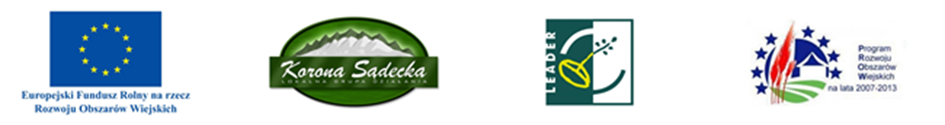 Europejski Fundusz Rolny na rzecz
Rozwoju Obszarów Wiejskich
Korona Sądecka
LOKALNA GRUPA DZIAŁANIA
LEADER
Program
Rozwoju
Obszarów
Wiejskich
na lata 2007-2013